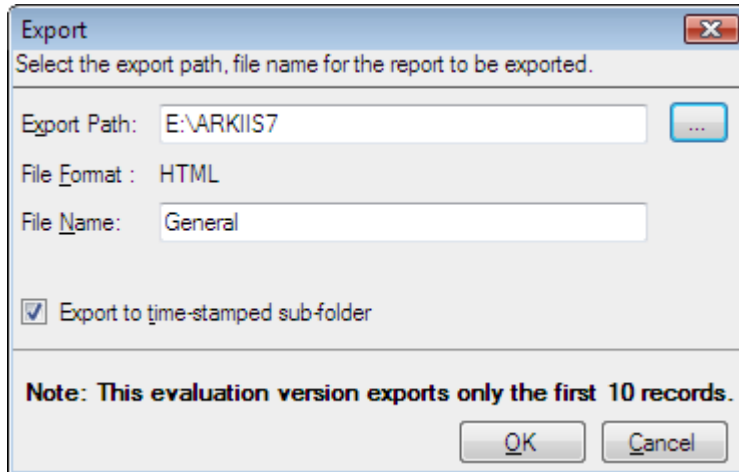 Export
Select the export path, file name for the report to be exported.
Export Path: E:\ARKIIS7 ...
File Format : HTML
File Name: General
Export to time-stamped sub-folder
Note: This evaluation version exports only the first 10 records.
OK Cancel